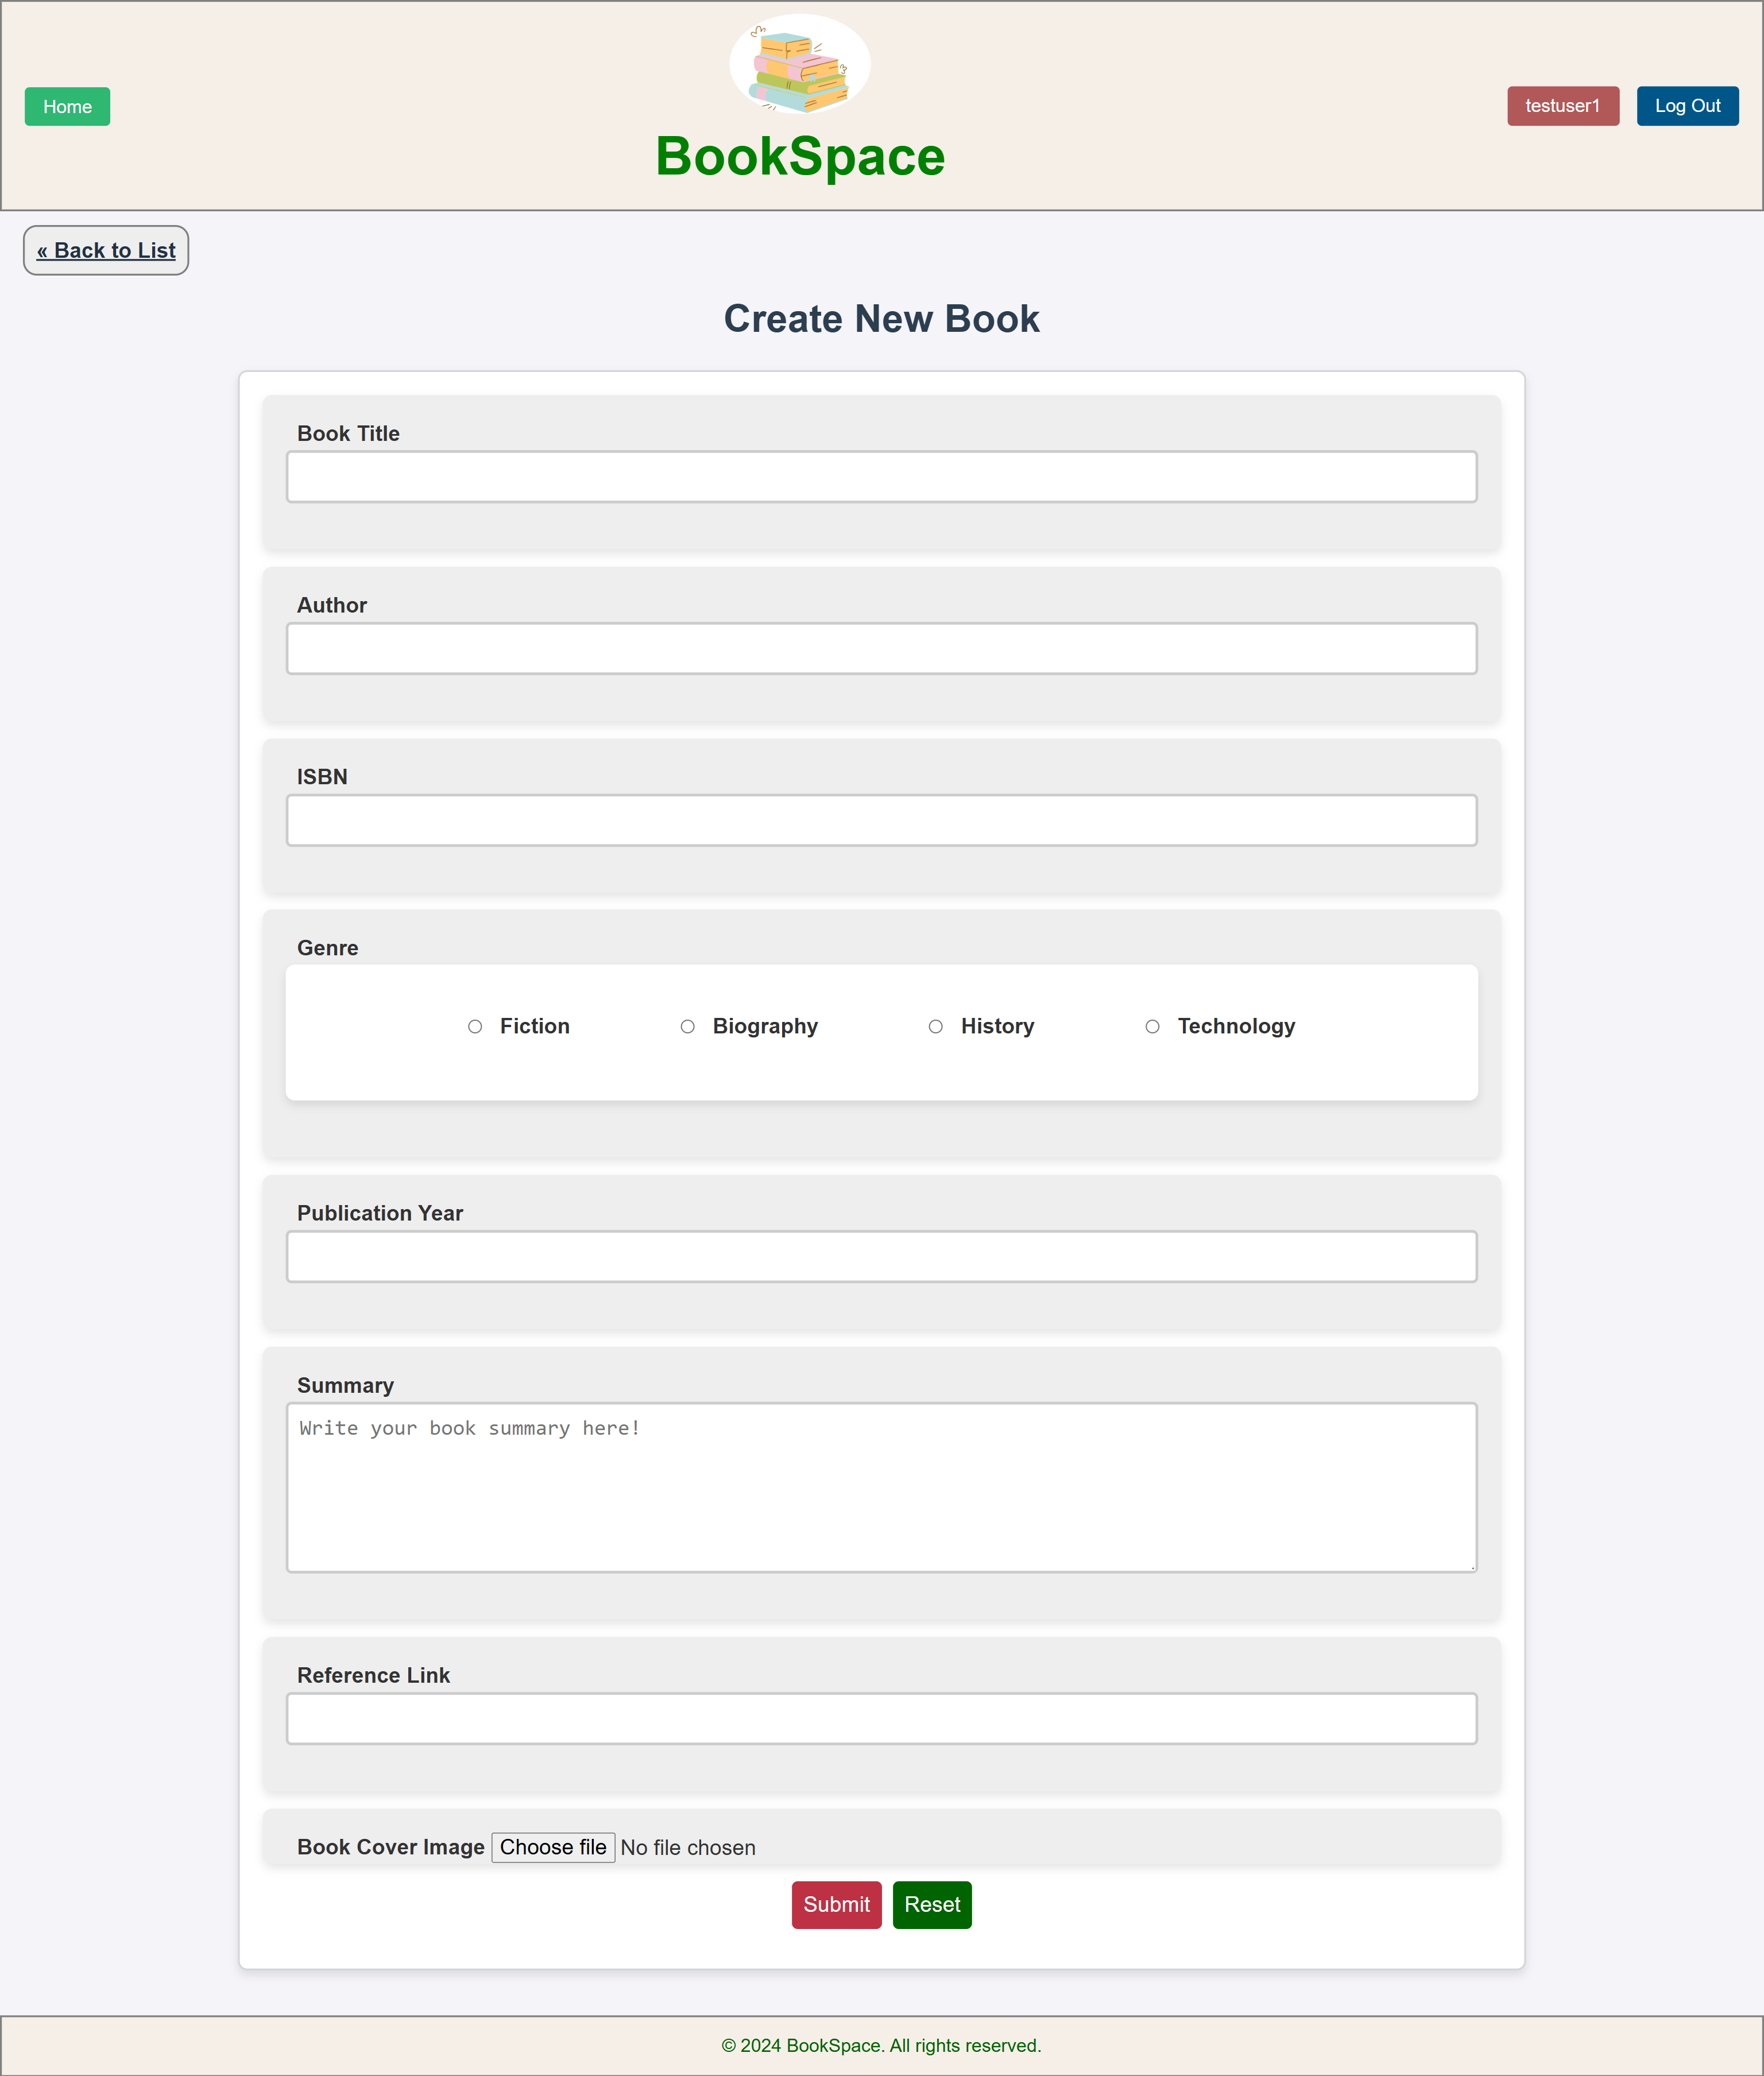 Home
BookSpace
testuser1
Log Out
« Back to List
Create New Book
Book Title
Author
ISBN
Genre
Fiction
Biography
History
Technology
Publication Year
Summary
Write your book summary here!
Reference Link
Book Cover Image Choose file No file chosen
Submit
Reset
© 2024 BookSpace. All rights reserved.